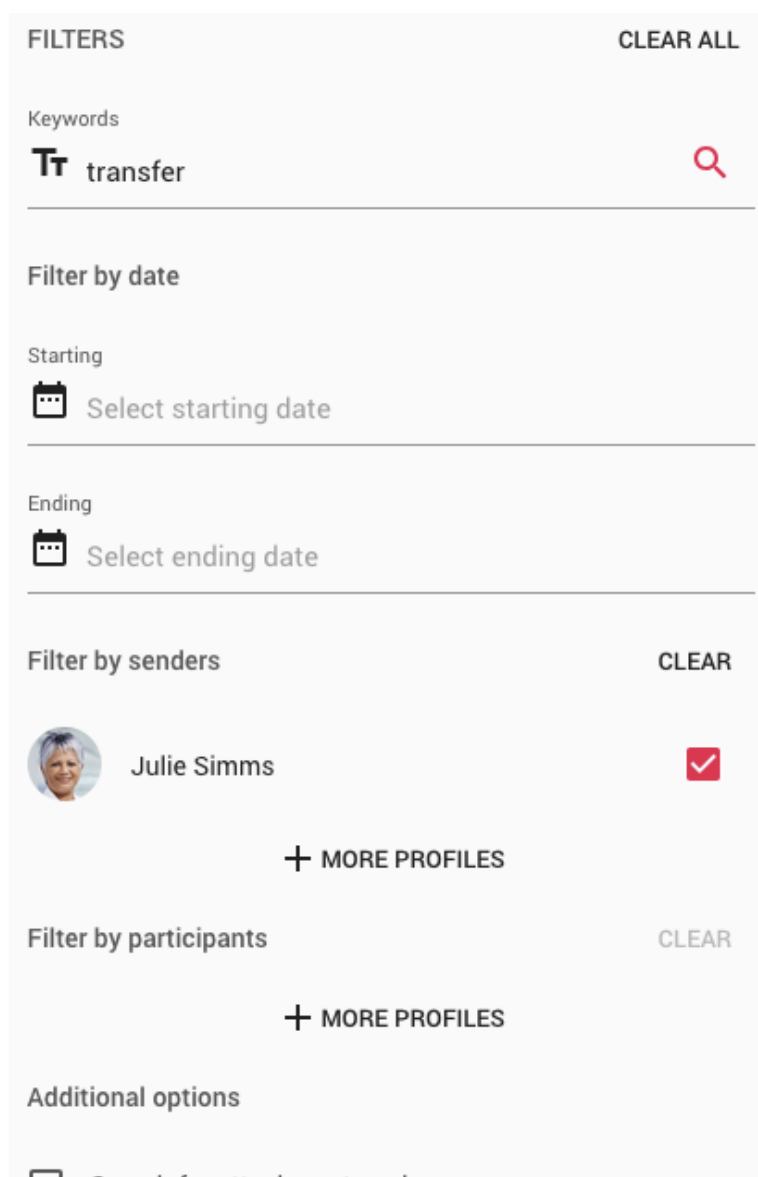 FILTERS CLEAR ALL
Keywords
Tт transfer
Filter by date
Starting
Select starting date
Ending
Select ending date
Filter by senders CLEAR
Julie Simms
+ MORE PROFILES
Filter by participants CLEAR
+ MORE PROFILES
Additional options